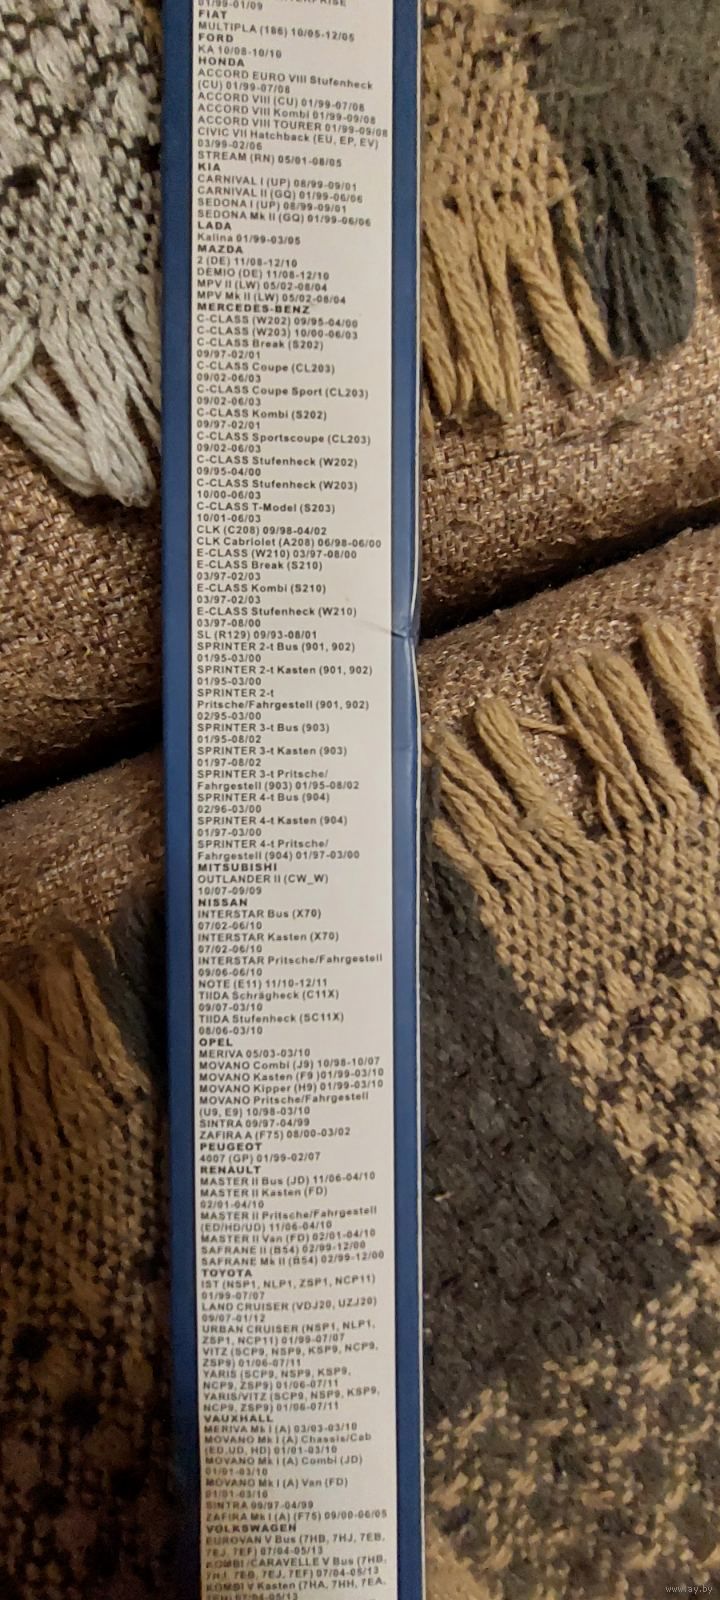 01/99-01/09
FIAT
MULTIPLA (186) 10/05-12/05
FORD
KA 10/08-10/10
HONDA
ACCORD EURO VIII Stufenheck
(CU) 01/99-07/08
ACCORD VIII (CU) 01/99-07/08
ACCORD VIII Kombi 01/99-09/08
ACCORD VIII TOURER 01/99-09/08
CIVIC VII Hatchback (EU, EP, EV)
03/99-02/06
STREAM (RN) 05/01-08/05
KIA
CARNIVAL I (UP) 08/99-09/01
CARNIVAL II (GQ) 01/99-06/06
SEDONA I (UP) 08/99-09/01
SEDONA Mk II (GQ) 01/99-06/06
LADA
Kalina 01/99-03/05
MAZDA
2 (DE) 11/08-12/10
DEMIO (DE) 11/08-12/10
MPV II (LW) 05/02-08/04
MPV Mk II (LW) 05/02-08/04
MERCEDES-BENZ
C-CLASS (W202) 09/95-04/00
C-CLASS (W203) 10/00-06/03
C-CLASS Break (S202)
09/97-02/01
C-CLASS Coupe (CL203)
09/02-06/03
C-CLASS Coupe Sport (CL203)
09/02-06/03
C-CLASS Kombi (S202)
09/97-02/01
C-CLASS Sportscoupe (CL203)
09/02-06/03
C-CLASS Stufenheck (W202)
09/95-04/00
C-CLASS Stufenheck (W203)
10/00-06/03
C-CLASS T-Model (S203)
10/01-06/03
CLK (C208) 09/98-04/02
CLK Cabriolet (A208) 06/98-06/00
E-CLASS (W210) 03/97-08/00
E-CLASS Break (S210)
03/97-02/03
E-CLASS Kombi (S210)
03/97-02/03
E-CLASS Stufenheck (W210)
03/97-08/00
SL (R129) 09/93-08/01
SPRINTER 2-t Bus (901, 902)
01/95-03/00
SPRINTER 2-t Kasten (901, 902)
01/95-03/00
SPRINTER 2-t
Pritsche/Fahrgestell (901, 902)
02/95-03/00
SPRINTER 3-t Bus (903)
01/95-08/02
SPRINTER 3-t Kasten (903)
01/97-08/02
SPRINTER 3-t Pritsche/
Fahrgestell (903) 01/95-08/02
SPRINTER 4-t Bus (904)
02/96-03/00
SPRINTER 4-t Kasten (904)
01/97-03/00
SPRINTER 4-t Pritsche/
Fahrgestell (904) 01/97-03/00
MITSUBISHI
OUTLANDER II (CW_W)
10/07-09/09
NISSAN
INTERSTAR Bus (X70)
07/02-06/10
INTERSTAR Kasten (X70)
07/02-06/10
INTERSTAR Pritsche/Fahrgestell
09/06-06/10
NOTE (E11) 11/10-12/11
TIIDA Schrägheck (C11X)
09/07-03/10
TIIDA Stufenheck (SC11X)
08/06-03/10
OPEL
MERIVA 05/03-03/10
MOVANO Combi (J9) 10/98-10/07
MOVANO Kasten (F9 )01/99-03/10
MOVANO Kipper (H9) 01/99-03/10
MOVANO Pritsche/Fahrgestell
(U9, E9) 10/98-03/10
SINTRA 09/97-04/99
ZAFIRA A (F75) 08/00-03/02
PEUGEOT
4007 (GP) 01/99-02/07
RENAULT
MASTER II Bus (JD) 11/06-04/10
MASTER II Kasten (FD)
02/01-04/10
MASTER II Pritsche/Fahrgestell
(ED/HD/UD) 11/06-04/10
MASTER II Van (FD) 02/01-04/10
SAFRANE II (B54) 02/99-12/00
SAFRANE Mk II (B54) 02/99-12/00
TOYOTA
IST (NSP1, NLP1, ZSP1, NCP11)
01/99-07/07
LAND CRUISER (VDJ20, UZJ20)
09/07-01/12
URBAN CRUISER (NSP1, NLP1,
ZSP1, NCP11) 01/99-07/07
VITZ (SCP9, NSP9, KSP9, NCP9,
ZSP9) 01/06-07/11
YARIS (SCP9, NSP9, KSP9,
NCP9, ZSP9) 01/06-07/11
YARIS/VITZ (SCP9, NSP9, KSP9,
NCP9, ZSP9) 01/06-07/11
VAUXHALL
MERIVA Mk I (A) 03/03-03/10
MOVANO Mk I (A) Chassis/Cab
(ED,UD, HD) 01/01-03/10
MOVANO Mk I (A) Combi (JD)
01/01-03/10
MOVANO Mk I (A) Van (FD)
01/01-03/10
SINTRA 09/97-04/99
ZAFIRA Mk I (A) (F75) 09/00-06/05
VOLKSWAGEN
EUROVAN V Bus (7HB, 7HJ, 7EB,
7EJ, 7EF) 07/04-05/13
KOMBI/CARAVELLE V Bus (7HB,
7HJ, 7EB, 7EJ, 7EF) 07/04-05/13
KOMBI V Kasten (7HA, 7HH, 7EA,